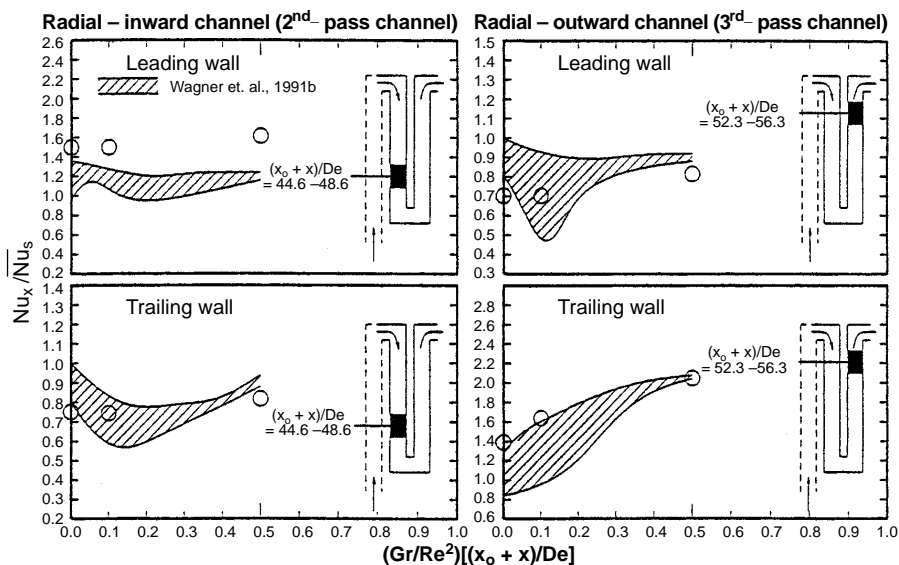 Radial – inward channel (2nd– pass channel)
Radial – outward channel (3rd– pass channel)
2.6
2.4
2.2
2.0
1.8
1.6
1.4
1.2
1.0
0.8
0.6
0.4
0.2
Leading wall
Wagner et. al., 1991b
(xo + x)/De
= 44.6 –48.6
1.5
1.4
1.3
1.2
1.1
1.0
0.9
0.8
0.7
0.6
0.5
0.4
0.3
Leading wall
(xo + x)/De
= 52.3 –56.3
Nux/Nus
1.4
1.3
1.2
1.1
1.0
0.9
0.8
0.7
0.6
0.5
0.4
0.3
0.2
Trailing wall
(xo + x)/De
= 44.6 –48.6
2.8
2.6
2.2
2.0
1.8
1.6
1.4
1.2
1.0
0.8
0.6
Trailing wall
(xo + x)/De
= 52.3 –56.3
0.0 0.1 0.2 0.3 0.4 0.5 0.6 0.7 0.8 0.9 1.0
0.0 0.1 0.2 0.3 0.4 0.5 0.6 0.7 0.8 0.9 1.0
(Gr/Re2)[(xo + x)/De]